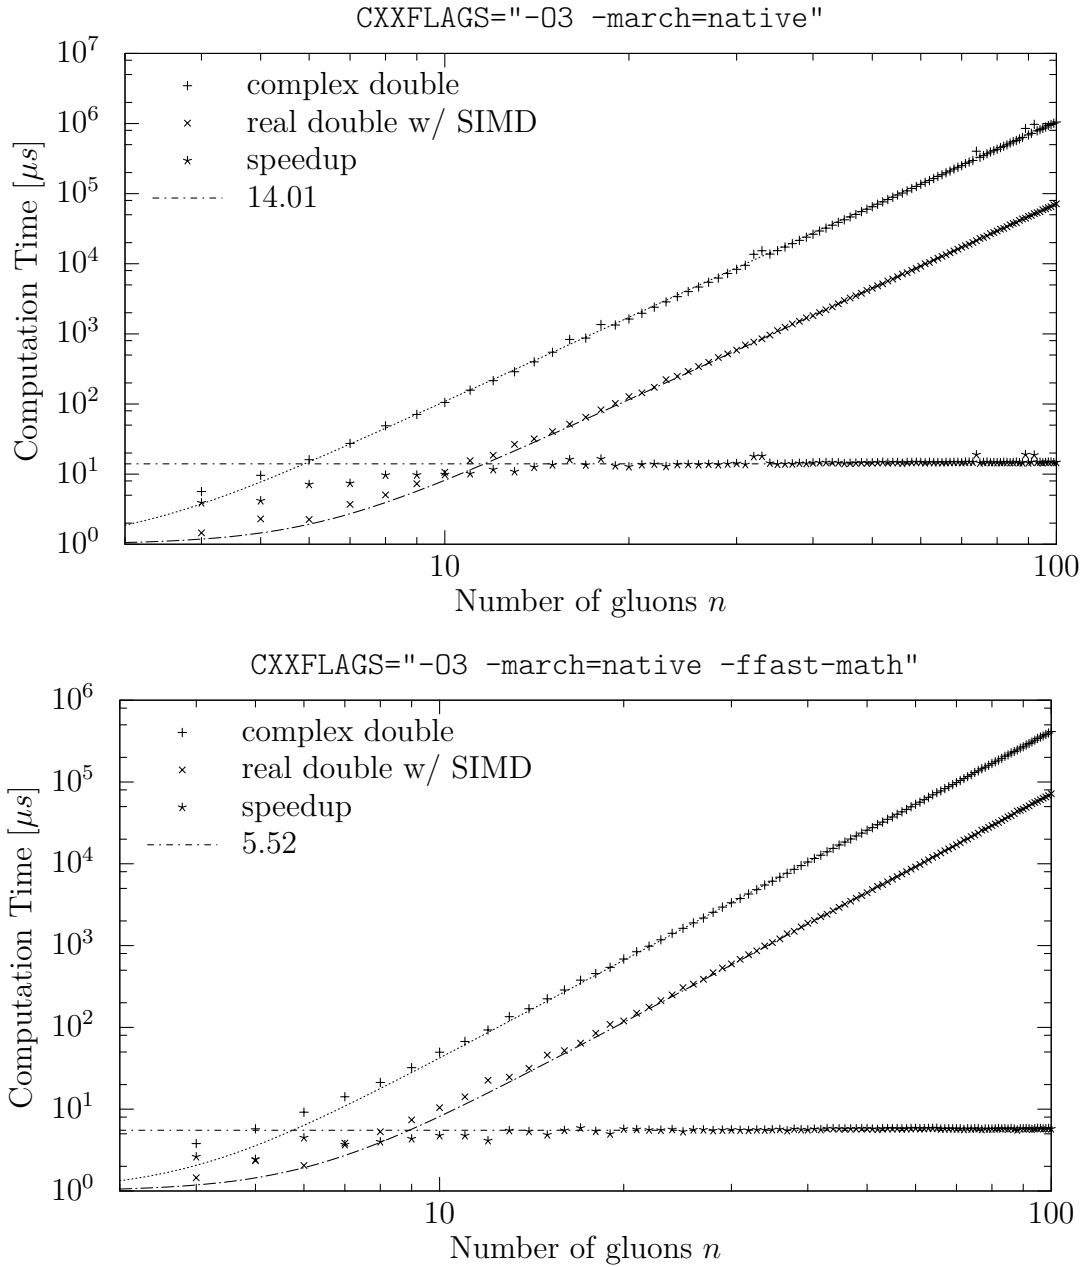 CXXFLAGS="-O3 -march=native"
Computation Time [μs]
10^7
10^6
10^5
10^4
10^3
10^2
10^1
10^0
complex double
real double w/ SIMD
speedup
14.01
10
100
Number of gluons n
CXXFLAGS="-O3 -march=native -ffast-math"
Computation Time [μs]
10^6
10^5
10^4
10^3
10^2
10^1
10^0
complex double
real double w/ SIMD
speedup
5.52
10
100
Number of gluons n